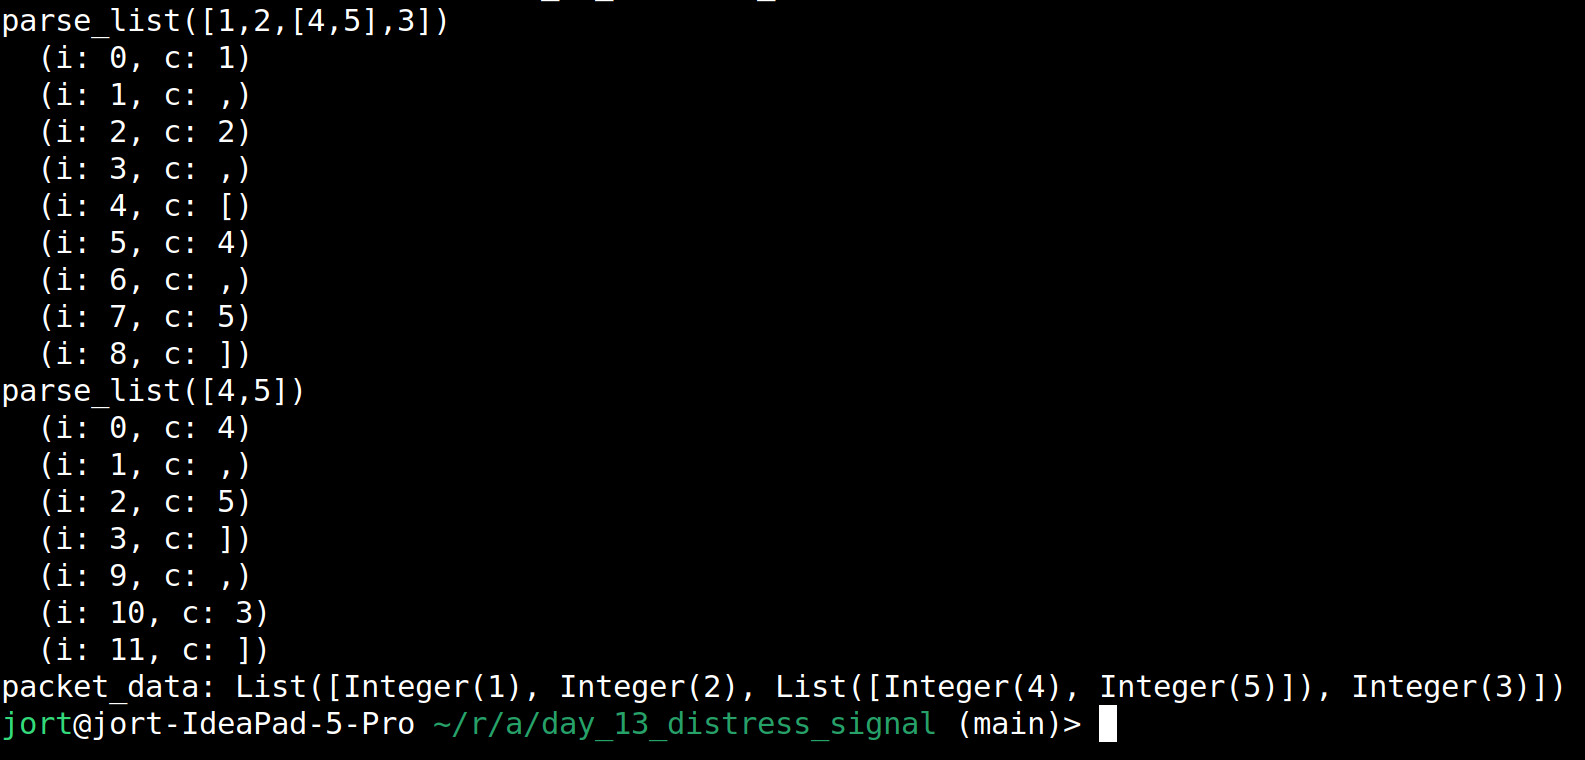 parse_list([1,2,[4,5],3])
  (i: 0, c: 1)
  (i: 1, c: ,)
  (i: 2, c: 2)
  (i: 3, c: ,)
  (i: 4, c: [)
  (i: 5, c: 4)
  (i: 6, c: ,)
  (i: 7, c: 5)
  (i: 8, c: ])
parse_list([4,5])
  (i: 0, c: 4)
  (i: 1, c: ,)
  (i: 2, c: 5)
  (i: 3, c: ])
  (i: 9, c: ,)
  (i: 10, c: 3)
  (i: 11, c: ])
packet_data: List([Integer(1), Integer(2), List([Integer(4), Integer(5)]), Integer(3)])
jort@jort-IdeaPad-5-Pro ~/r/a/day_13_distress_signal (main)>